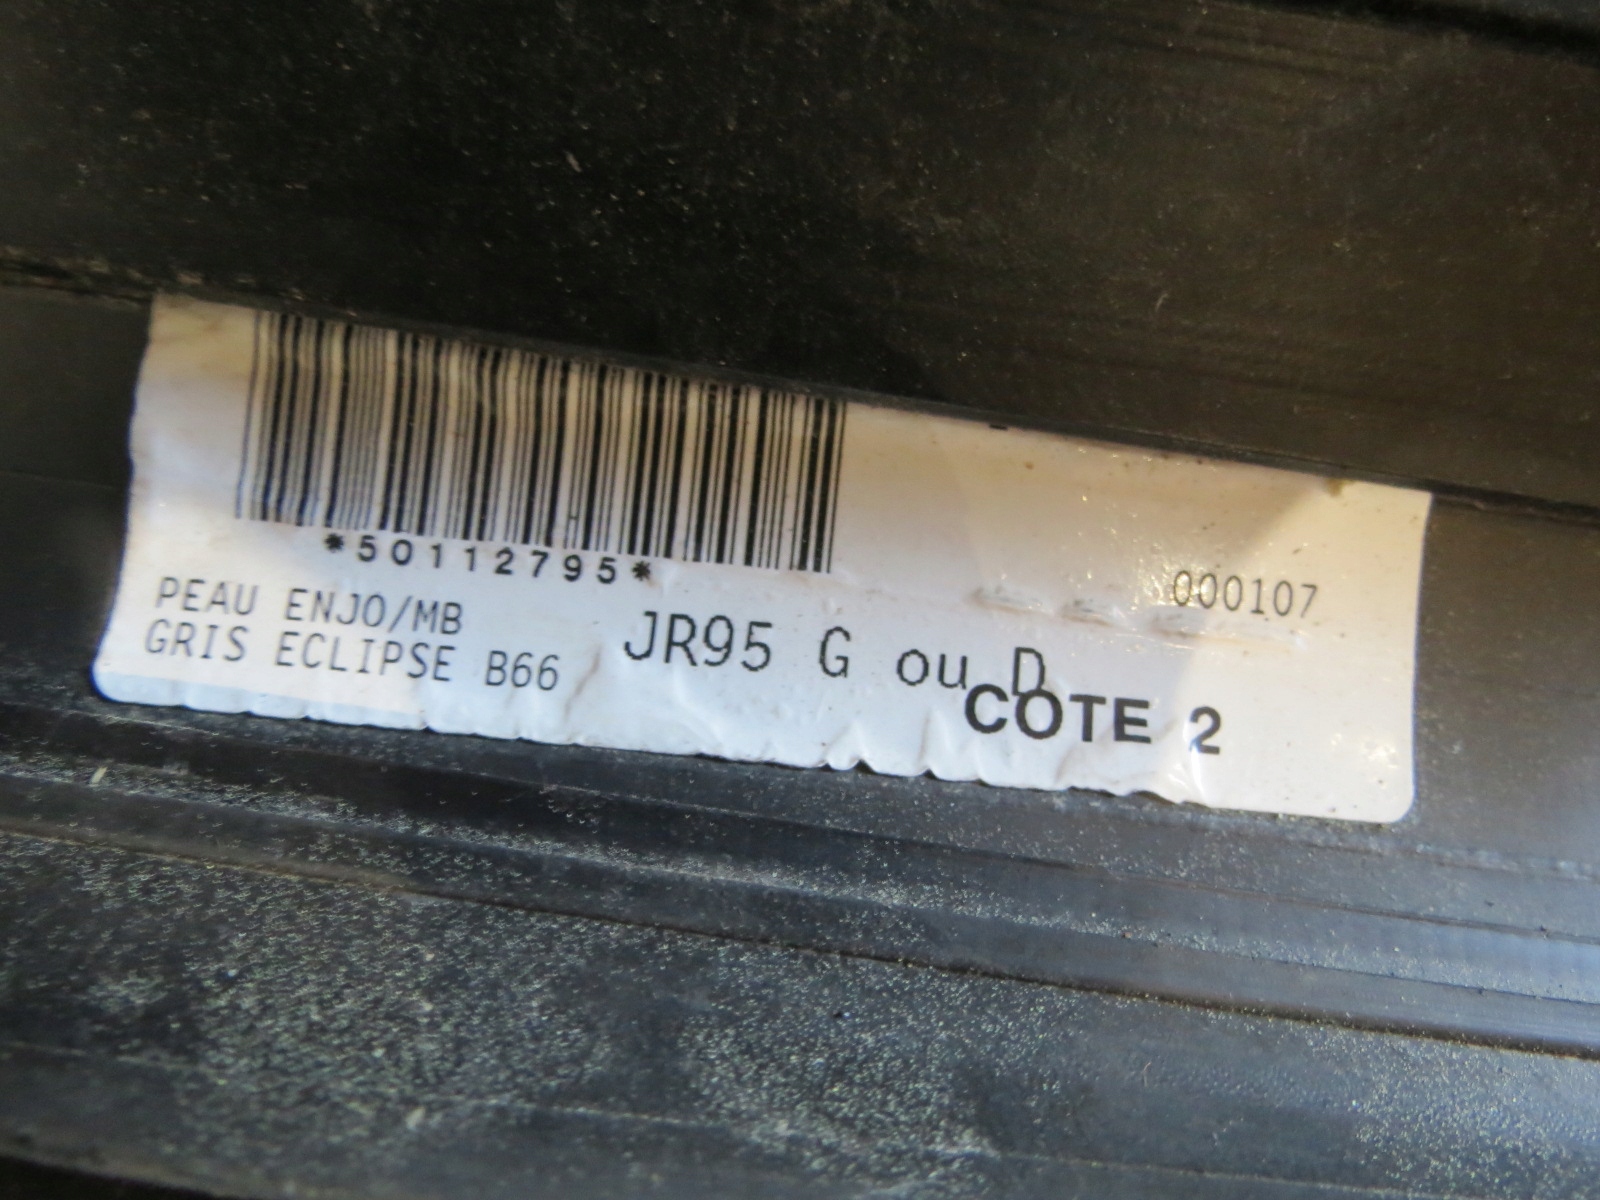 *50112795*
000107
PEAU ENJO/MB
GRIS ECLIPSE B66
JR95 G ou D
COTE 2